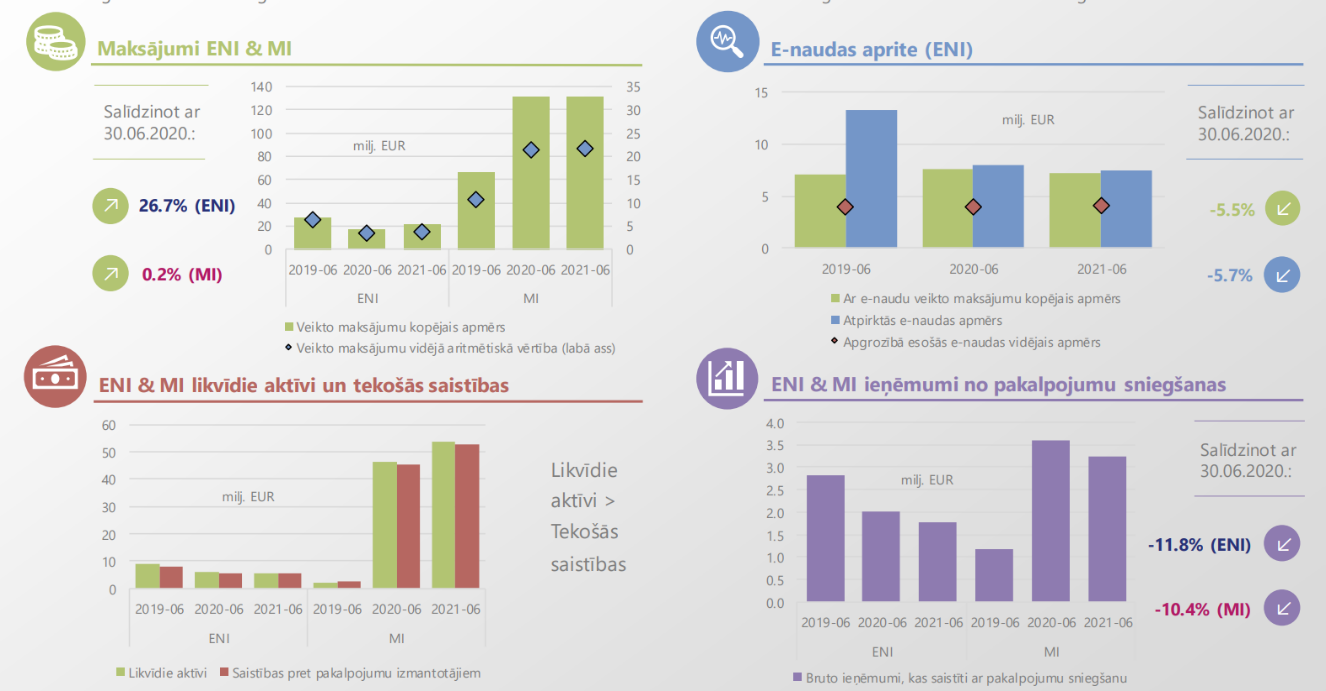 Maksājumi ENI & MI
Salīdzinot ar
30.06.2020.:
26.7% (ENI)
0.2% (MI)
140
120
100
80
60
40
20
0
35
30
25
20
15
10
5
0
milj. EUR
2019-06 2020-06 2021-06 2019-06 2020-06 2021-06
ENI MI
Veikto maksājumu kopējais apmērs
Veikto maksājumu vidējā aritmētiskā vērtība (labā ass)
E-naudas aprite (ENI)
15
10
5
0
milj. EUR
2019-06 2020-06 2021-06
Ar e-naudu veikto maksājumu kopējais apmērs
Atpirktās e-naudas apmērs
Apgrozībā esošās e-naudas vidējais apmērs
Salīdzinot ar
30.06.2020.:
-5.5%
-5.7%
ENI & MI likvīdie aktīvi un tekošās saistības
60
50
40
30
20
10
0
milj. EUR
2019-06 2020-06 2021-06 2019-06 2020-06 2021-06
ENI MI
Likvīdie aktīvi Saistības pret pakalpojumu izmantotājiem
Likvīdie
aktīvi >
Tekošās
saistības
ENI & MI ieņēmumi no pakalpojumu sniegšanas
4.0
3.5
3.0
2.5
2.0
1.5
1.0
0.5
0.0
milj. EUR
2019-06 2020-06 2021-06 2019-06 2020-06 2021-06
ENI MI
Bruto ieņēmumi, kas saistīti ar pakalpojumu sniegšanu
Salīdzinot ar
30.06.2020.:
-11.8% (ENI)
-10.4% (MI)